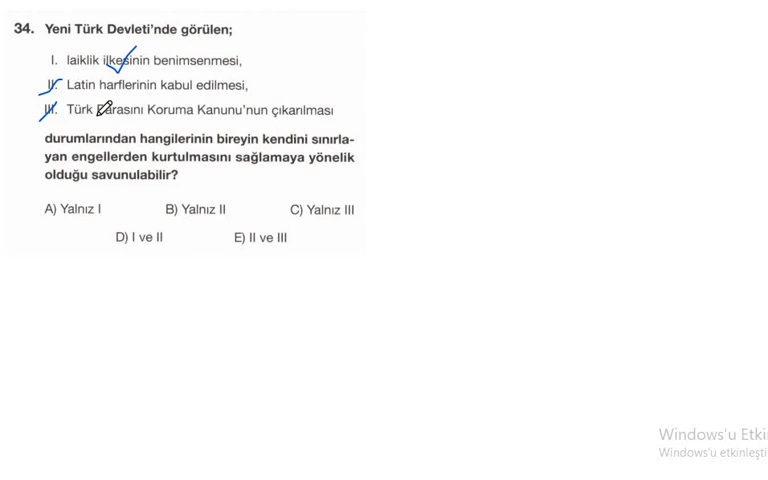 34. Yeni Türk Devleti'nde görülen;
I. laiklik ilkesinin benimsenmesi,
II. Latin harflerinin kabul edilmesi,
III. Türk Parasını Koruma Kanunu'nun çıkarılması
durumlarından hangilerinin bireyin kendini sınırla-
yan engellerden kurtulmasını sağlamaya yönelik
olduğu savunulabilir?
A) Yalnız I B) Yalnız II C) Yalnız III
D) I ve II E) II ve III
Windows'u Etki
Windows'u etkinleşti